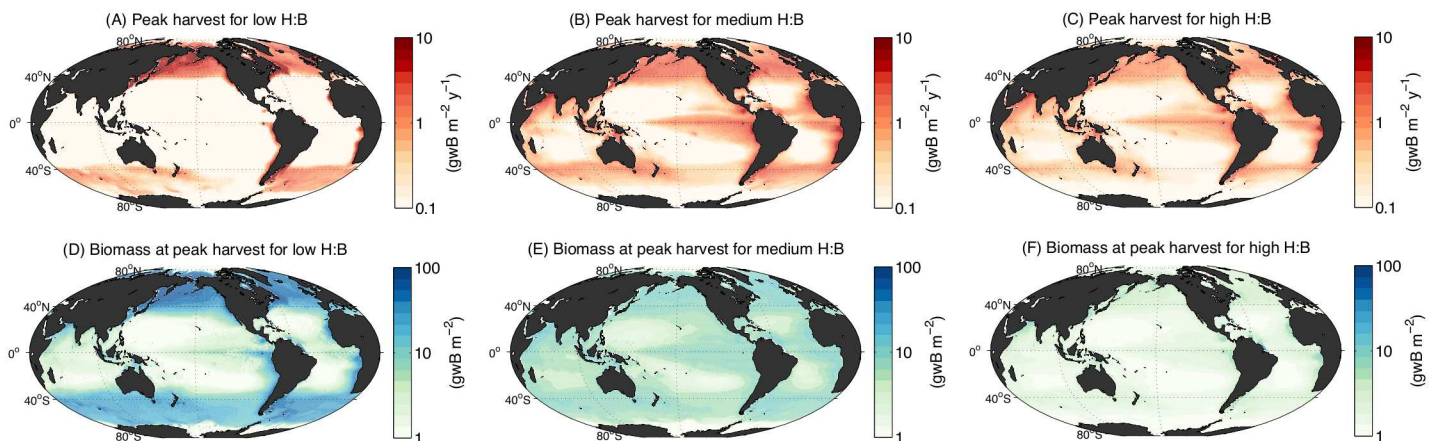 (A) Peak harvest for low H:B
80°N
40°N
0°
40°S
80°S
10
1
0.1
(gwB m−2 y−1)
(B) Peak harvest for medium H:B
80°N
40°N
0°
40°S
80°S
10
1
0.1
(gwB m−2 y−1)
(C) Peak harvest for high H:B
80°N
40°N
0°
40°S
80°S
10
1
0.1
(gwB m−2 y−1)
(D) Biomass at peak harvest for low H:B
80°N
40°N
0°
40°S
80°S
100
10
1
(gwB m−2)
(E) Biomass at peak harvest for medium H:B
80°N
40°N
0°
40°S
80°S
100
10
1
(gwB m−2)
(F) Biomass at peak harvest for high H:B
80°N
40°N
0°
40°S
80°S
100
10
1
(gwB m−2)